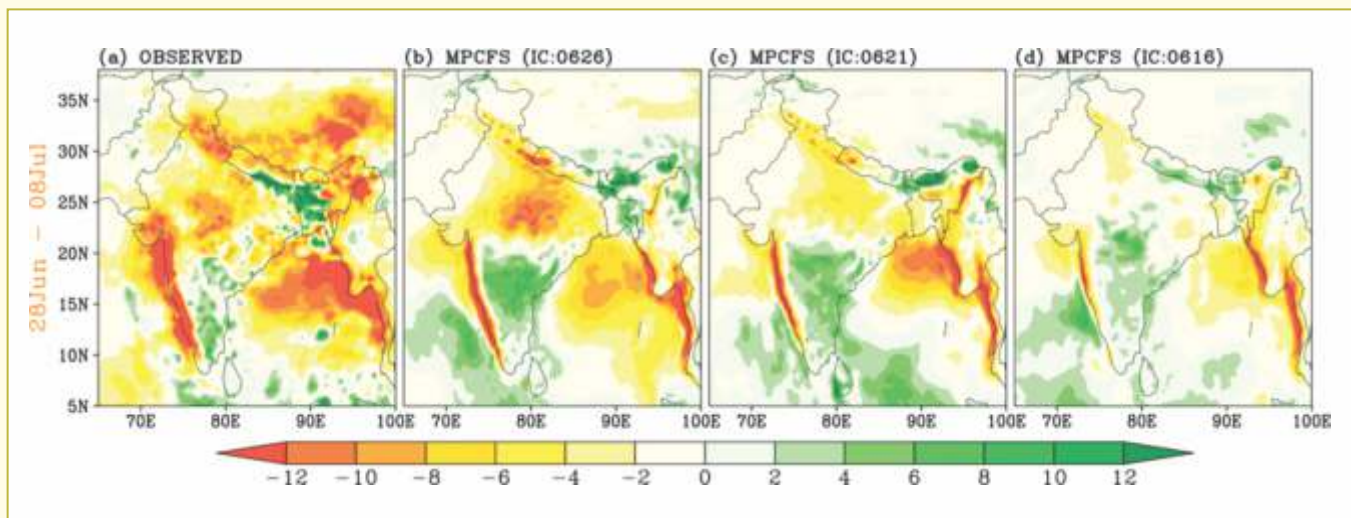 (a) OBSERVED
(b) MPCFS (IC:0626)
(c) MPCFS (IC:0621)
(d) MPCFS (IC:0616)
28Jun - 08Jul
35N
30N
25N
20N
15N
10N
5N
70E 80E 90E 100E
70E 80E 90E 100E
70E 80E 90E 100E
70E 80E 90E 100E
-12 -10 -8 -6 -4 -2 0 2 4 6 8 10 12